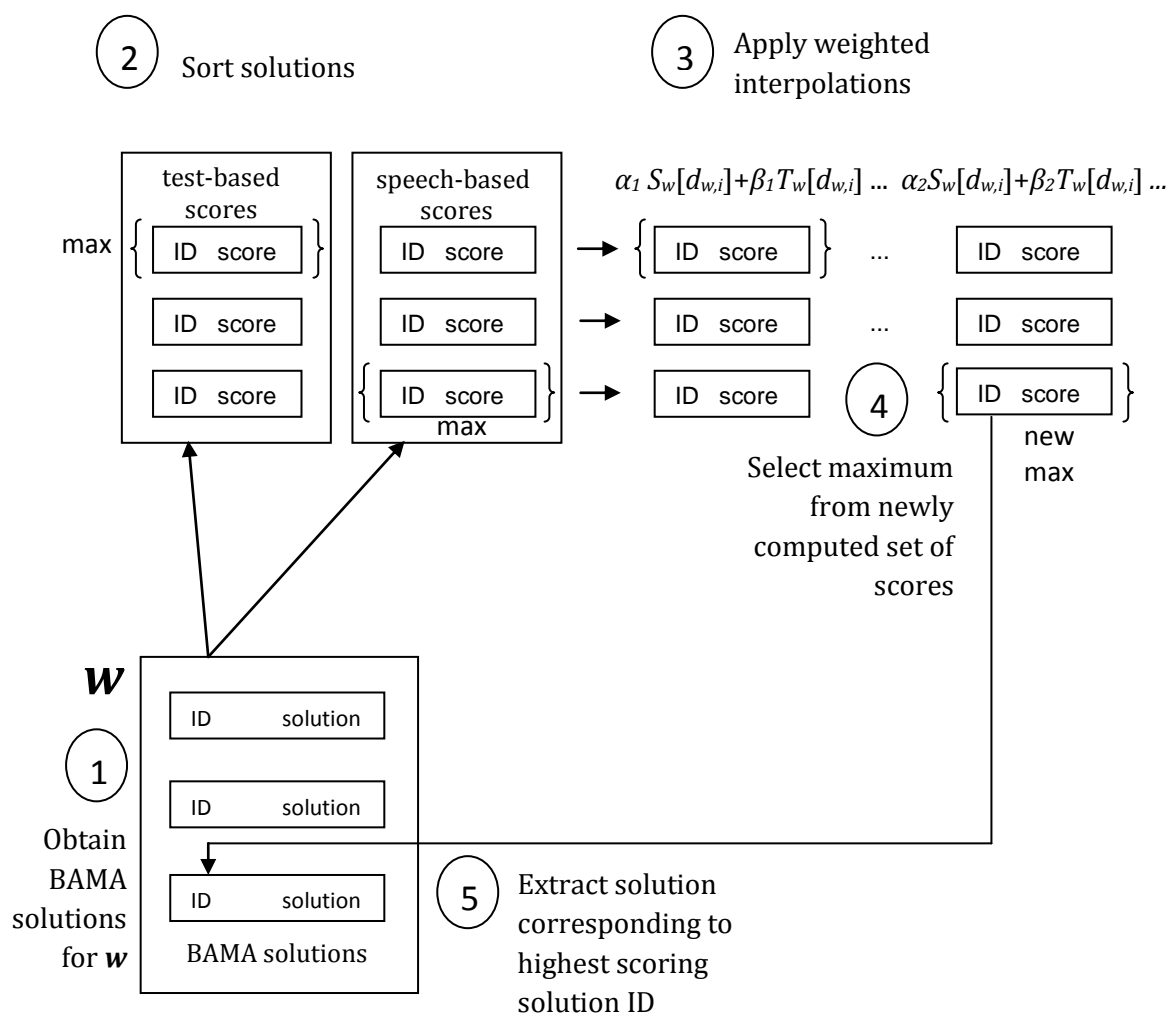 2 Sort solutions
3 Apply weighted
interpolations
test-based
scores
speech-based
scores
α1 Sw[dw,i]+β1Tw[dw,i] ... α2Sw[dw,i]+β2Tw[dw,i] ...
max { ID score } ID score { ID score } ... ID score
ID score ID score ID score ... ID score
ID score { ID score } ID score { ID score }
max
4
new
max
Select maximum
from newly
computed set of
scores
w
ID solution
1
ID solution
Obtain
BAMA
solutions
for w
ID solution
BAMA solutions
5 Extract solution
corresponding to
highest scoring
solution ID